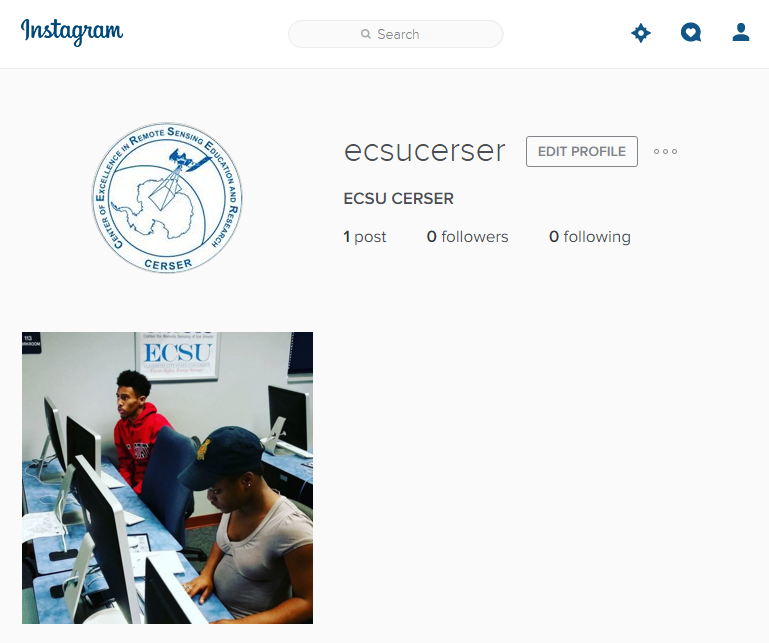 Instagram
Search
CENTER OF EXCELLENCE IN REMOTE SENSING EDUCATION AND RESEARCH
CERSER
ecsucerser
EDIT PROFILE
ECSU CERSER
1 post 0 followers 0 following
113
ECSU